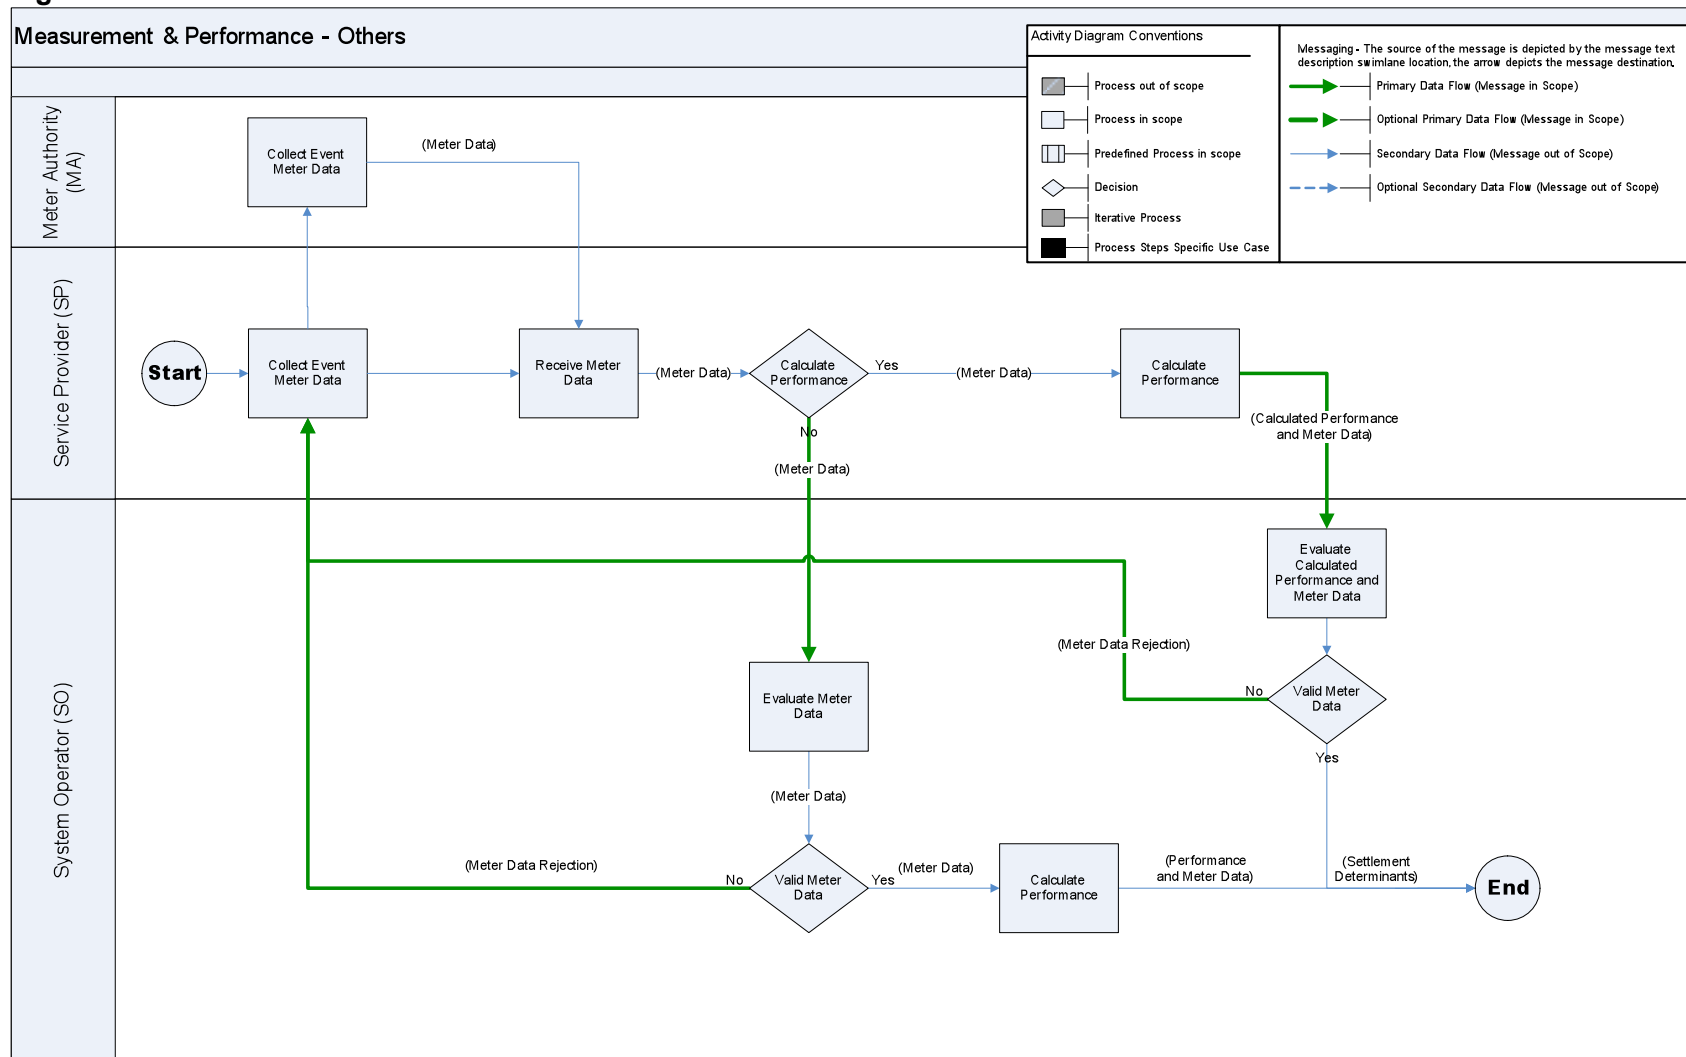 Measurement & Performance - Others
Activity Diagram Conventions
Process out of scope
Process in scope
Predefined Process in scope
Decision
Iterative Process
Process Steps Specific Use Case
Messaging - The source of the message is depicted by the message text
description swimlane location, the arrow depicts the message destination.
Primary Data Flow (Message in Scope)
Optional Primary Data Flow (Message in Scope)
Secondary Data Flow (Message out of Scope)
Optional Secondary Data Flow (Message out of Scope)
Meter Authority
(MA)
Collect Event
Meter Data
(Meter Data)
Service Provider (SP)
Start
Collect Event
Meter Data
Receive Meter
Data
(Meter Data)
Calculate
Performance
Yes
(Meter Data)
Calculate
Performance
(Calculated Performance
and Meter Data)
No
(Meter Data)
System Operator (SO)
Evaluate
Calculated
Performance and
Meter Data
(Meter Data Rejection)
No
Valid Meter
Data
Yes
Evaluate Meter
Data
(Meter Data)
(Meter Data Rejection)
No
Valid Meter
Data
Yes
(Meter Data)
Calculate
Performance
(Performance
and Meter Data)
(Settlement
Determinants)
End